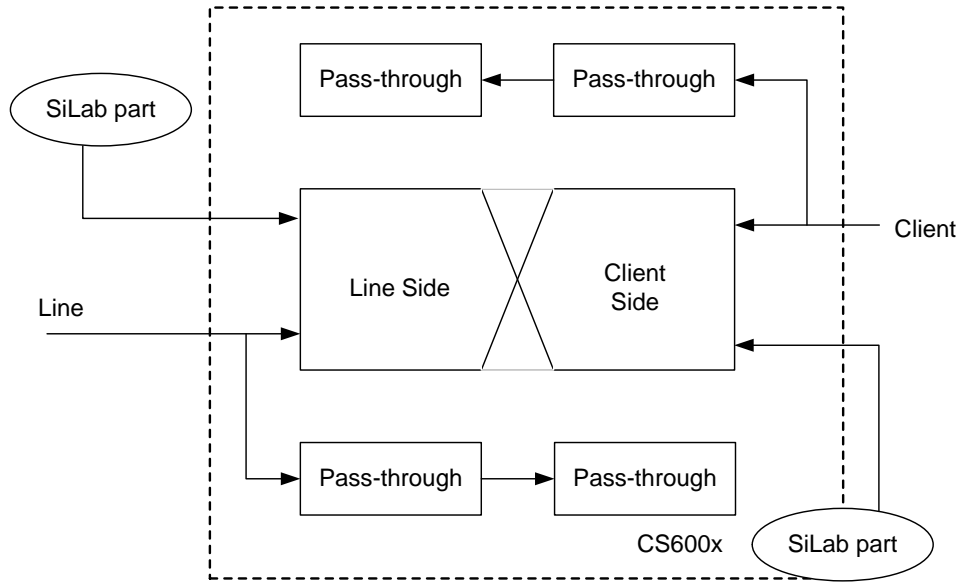 Pass-through
Pass-through
SiLab part
Client
Line Side
Client
Side
Line
Pass-through
Pass-through
CS600x
SiLab part